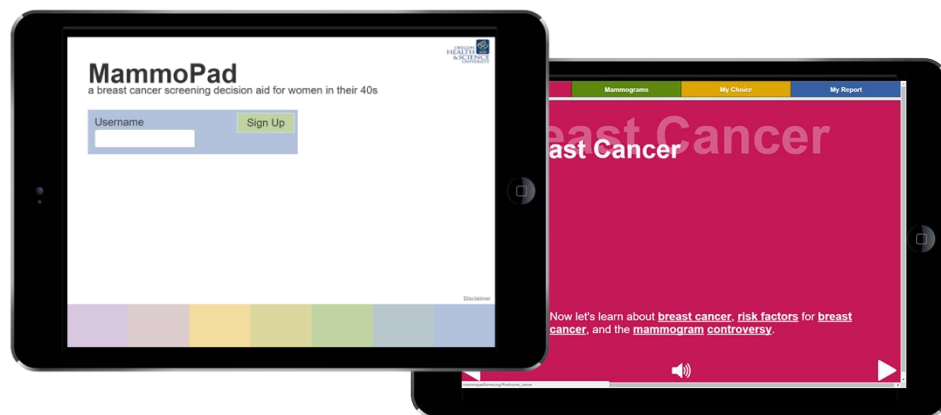 MammoPad
a breast cancer screening decision aid for women in their 40s
OREGON
HEALTH
&SCIENCE
UNIVERSITY
Username
Sign Up
Disclaimer
Mammograms
My Choice
My Report
east Cancer
ast Cancer
Now let's learn about breast cancer, risk factors for breast
cancer, and the mammogram controversy.